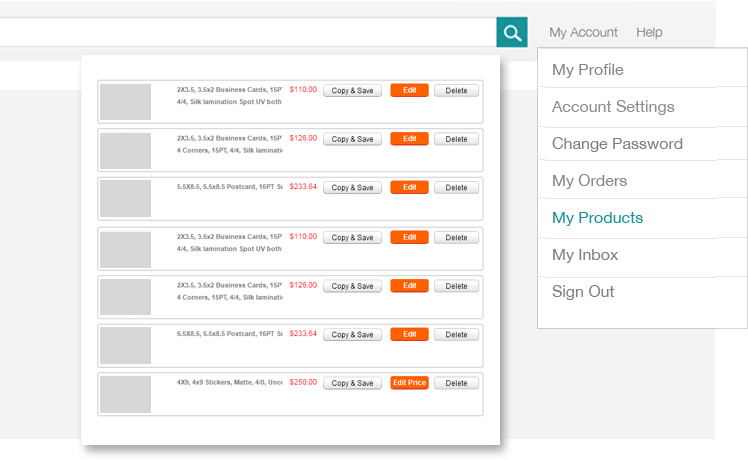 My Account Help
My Profile
Account Settings
Change Password
My Orders
My Products
My Inbox
Sign Out
2X3.5, 3.5x2 Business Cards, 15PT $110.00 Copy & Save Edit Delete
4/4, Silk lamination Spot UV both
2X3.5, 3.5x2 Business Cards, 15PT $126.00 Copy & Save Edit Delete
4 Corners, 15PT, 4/4, Silk laminatio
5.5X8.5, 5.5x8.5 Postcard, 16PT $233.64 Copy & Save Edit Delete
2X3.5, 3.5x2 Business Cards, 15PT $110.00 Copy & Save Edit Delete
4/4, Silk lamination Spot UV both
2X3.5, 3.5x2 Business Cards, 15PT $126.00 Copy & Save Edit Delete
4 Corners, 15PT, 4/4, Silk laminatio
5.5X8.5, 5.5x8.5 Postcard, 16PT $233.64 Copy & Save Edit Delete
4X9, 4x9 Stickers, Matte, 4/0, Unc $250.00 Copy & Save Edit Price Delete